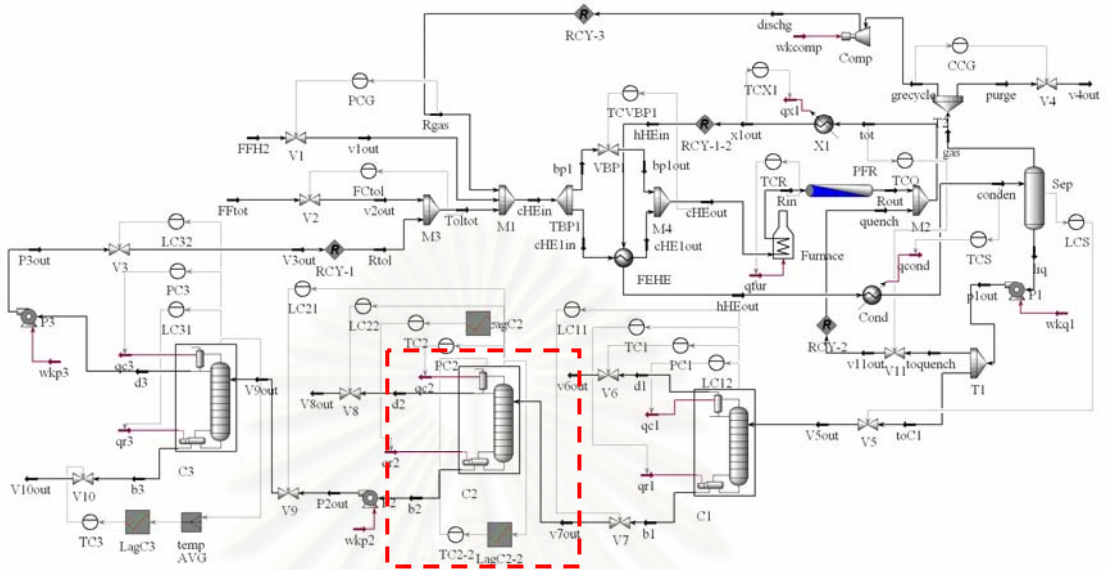 dischg
R
RCY-3
wkcomp
Comp
CCG
PCG
grecycle
purge
V4
v4out
Rgas
TCVBP1
TCX1
qx1
hHEin
R
RCY-1-2
x1out
X1
tot
gas
FFH2
V1
v1out
bp1
VBP1
bp1out
TCR
PFR
TCQ
conden
Sep
FFtot
V2
FCtol
v2out
M3
Toltot
M1
cHEin
TBP1
M4
cHEout
Rin
Rout
quench
M2
LC32
cHE1in
cHE1out
LCS
P3out
V3
V3out
R
RCY-1
Rtol
Furnace
qcond
TCS
liq
PC3
FEHE
qfur
hHEout
Cond
p1out
P1
LC31
LC21
LC22
LagC2
TC2
LC11
TC1
R
RCY-2
wkq1
P3
qc3
PC2
PC1
LC12
v11out
V11
toquench
T1
wkp3
d3
V9out
V8out
V8
d2
qc2
v6out
V6
d1
qc1
V5out
V5
toC1
qr3
C3
qr2
C2
qr1
C1
V10out
V10
b3
V9
P2out
P2
b2
v7out
V7
b1
TC3
LagC3
temp
AVG
wkp2
TC2-2
LagC2-2